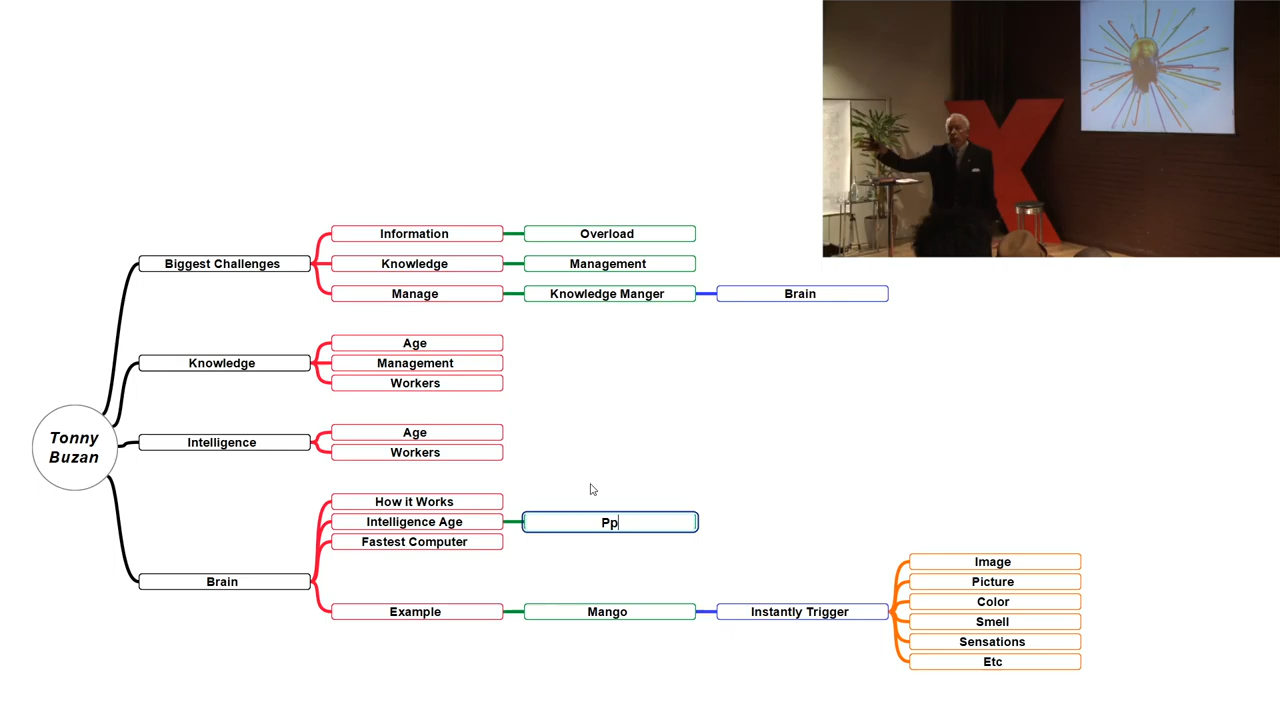 Tonny
Buzan
Biggest Challenges
Information
Overload
Knowledge
Management
Manage
Knowledge Manger
Brain
Knowledge
Age
Management
Workers
Intelligence
Age
Workers
Brain
How it Works
Intelligence Age
Pp
Fastest Computer
Example
Mango
Instantly Trigger
Image
Picture
Color
Smell
Sensations
Etc
X